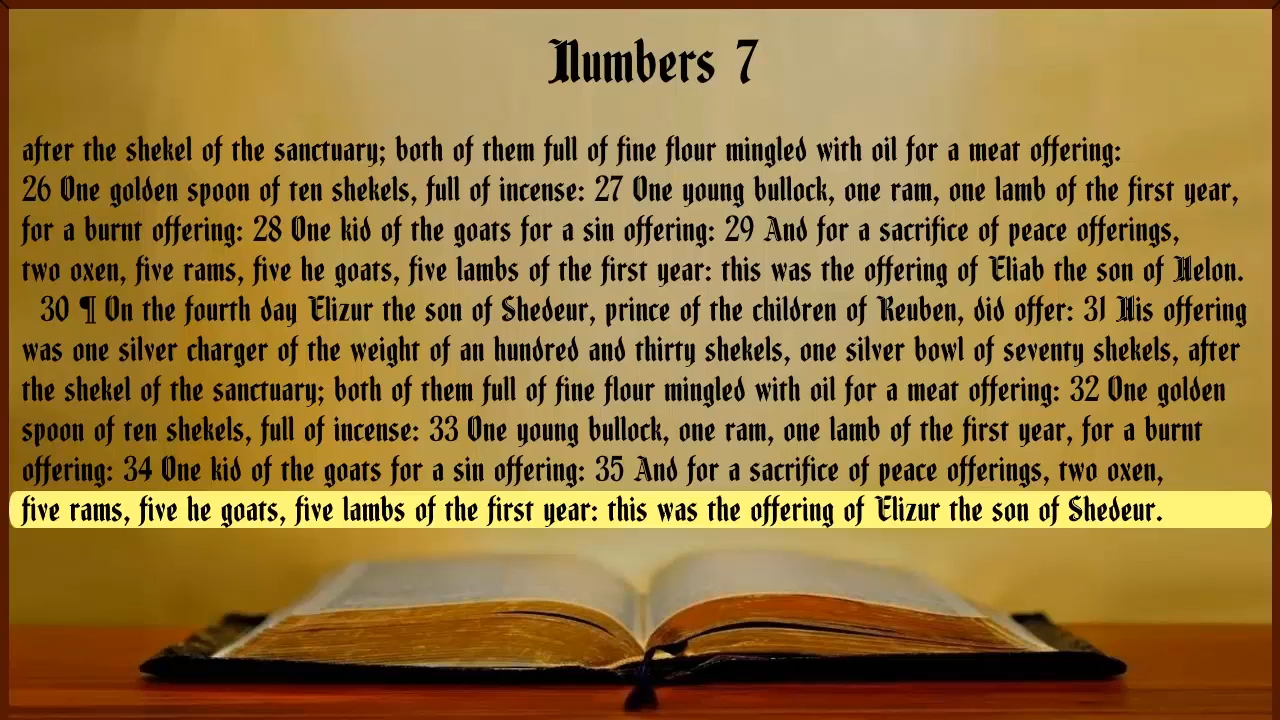 Numbers 7
after the shekel of the sanctuary; both of them full of fine flour mingled with oil for a meat offering:
26 One golden spoon of ten shekels, full of incense: 27 One young bullock, one ram, one lamb of the first year,
for a burnt offering: 28 One kid of the goats for a sin offering: 29 And for a sacrifice of peace offerings,
two oxen, five rams, five he goats, five lambs of the first year: this was the offering of Eliab the son of Helon.
30 ¶ On the fourth day Elizur the son of Shedeur, prince of the children of Reuben, did offer: 31 His offering
was one silver charger of the weight of an hundred and thirty shekels, one silver bowl of seventy shekels, after
the shekel of the sanctuary; both of them full of fine flour mingled with oil for a meat offering: 32 One golden
spoon of ten shekels, full of incense: 33 One young bullock, one ram, one lamb of the first year, for a burnt
offering: 34 One kid of the goats for a sin offering: 35 And for a sacrifice of peace offerings, two oxen,
five rams, five he goats, five lambs of the first year: this was the offering of Elizur the son of Shedeur.